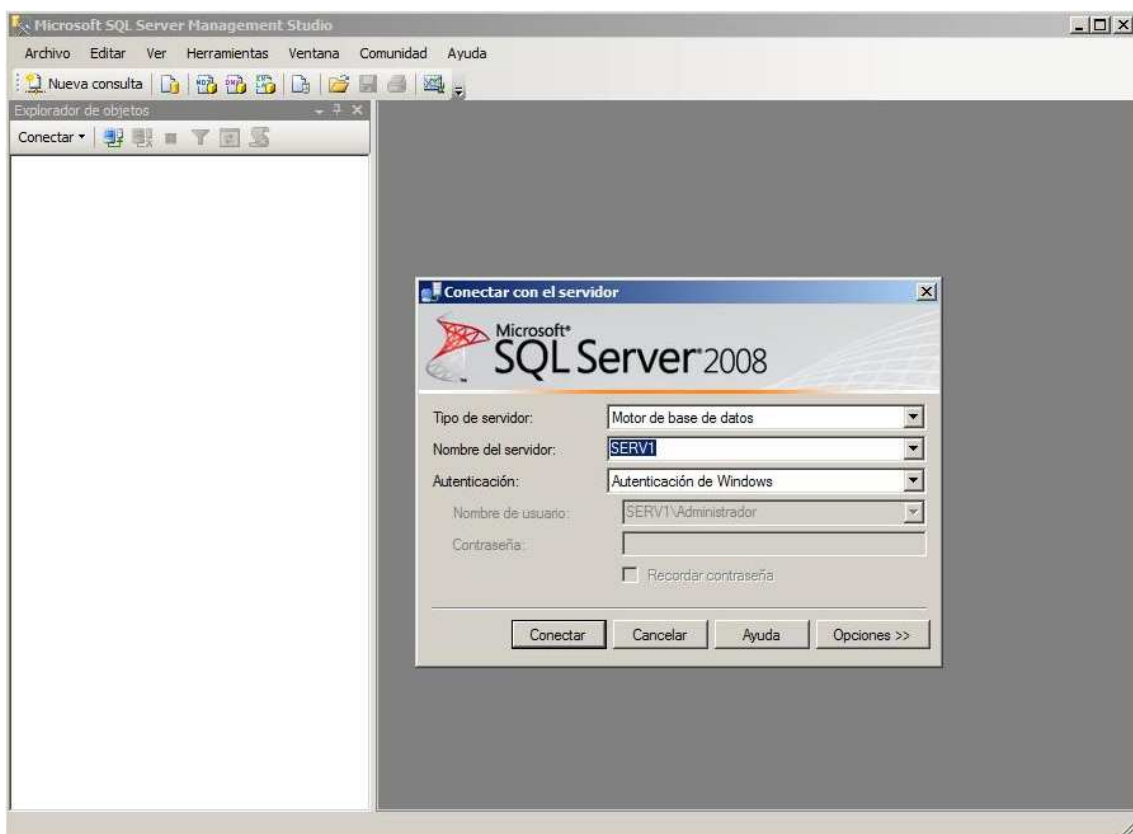 Microsoft SQL Server Management Studio
Archivo Editar Ver Herramientas Ventana Comunidad Ayuda
Nueva consulta
Explorador de objetos
Conectar
Conectar con el servidor
Microsoft®
SQL Server® 2008
Tipo de servidor: Motor de base de datos
Nombre del servidor: SERV1
Autenticación: Autenticación de Windows
Nombre de usuario: SERV1\Administrador
Contraseña:
Recordar contraseña
Conectar Cancelar Ayuda Opciones >>